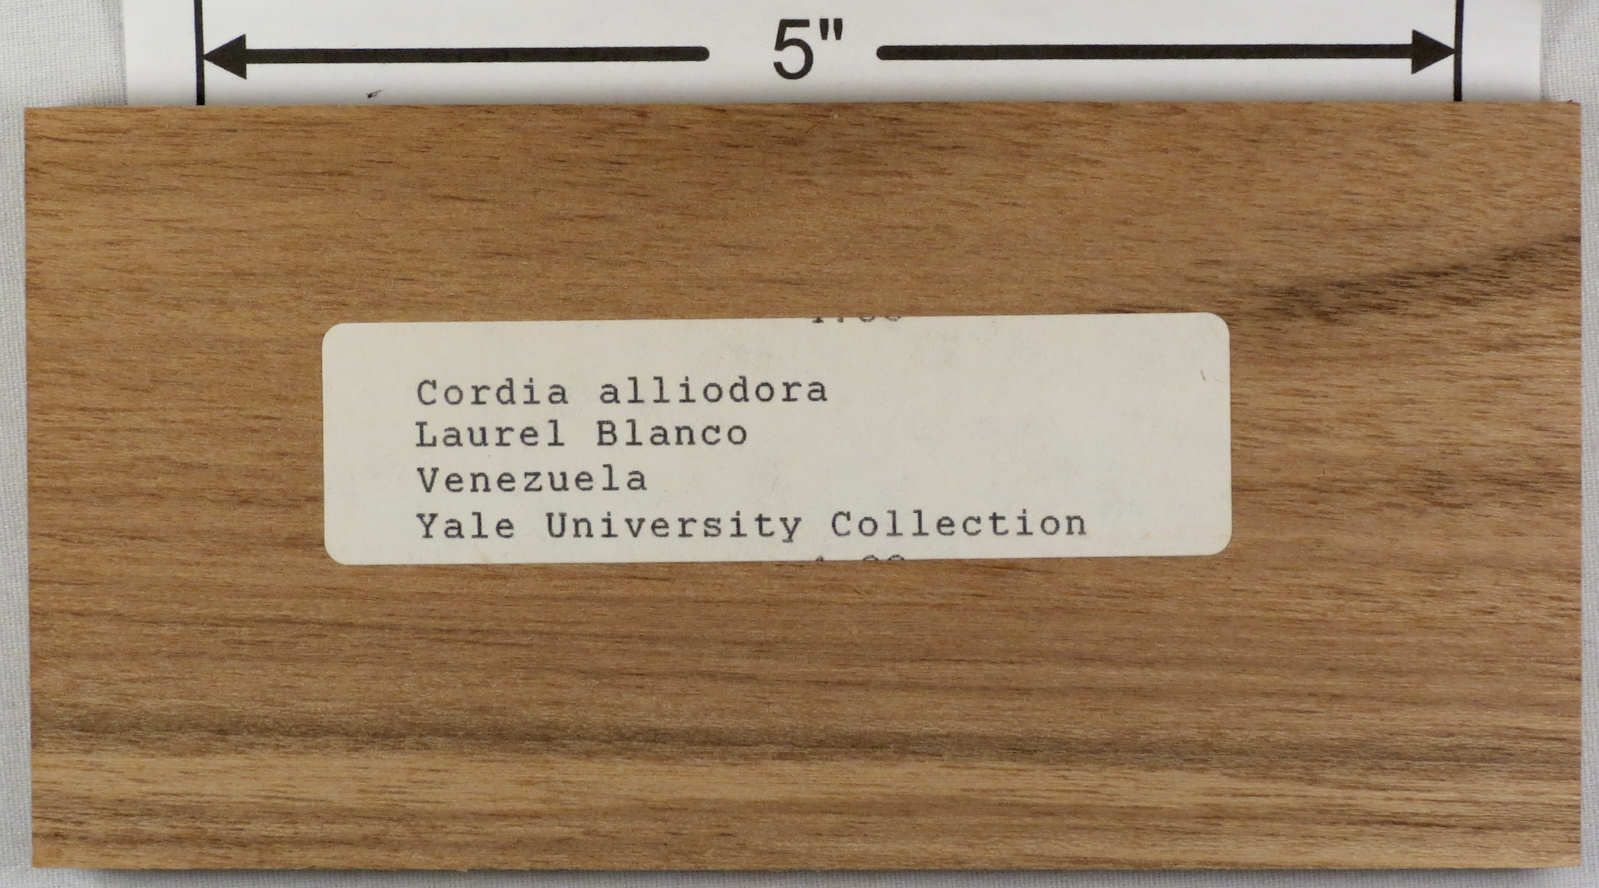 5"
Cordia alliodora
Laurel Blanco
Venezuela
Yale University Collection